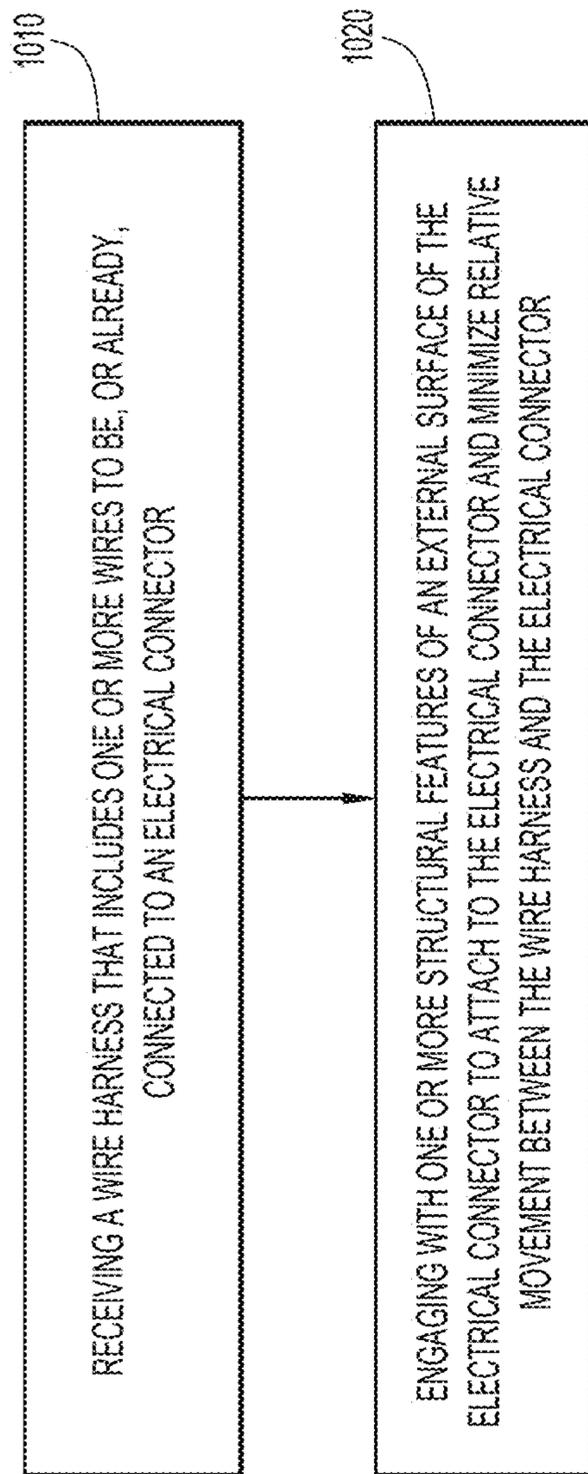 1010
RECEIVING A WIRE HARNESS THAT INCLUDES ONE OR MORE WIRES TO BE, OR ALREADY,
CONNECTED TO AN ELECTRICAL CONNECTOR
1020
ENGAGING WITH ONE OR MORE STRUCTURAL FEATURES OF AN EXTERNAL SURFACE OF THE
ELECTRICAL CONNECTOR TO ATTACH TO THE ELECTRICAL CONNECTOR AND MINIMIZE RELATIVE
MOVEMENT BETWEEN THE WIRE HARNESS AND THE ELECTRICAL CONNECTOR